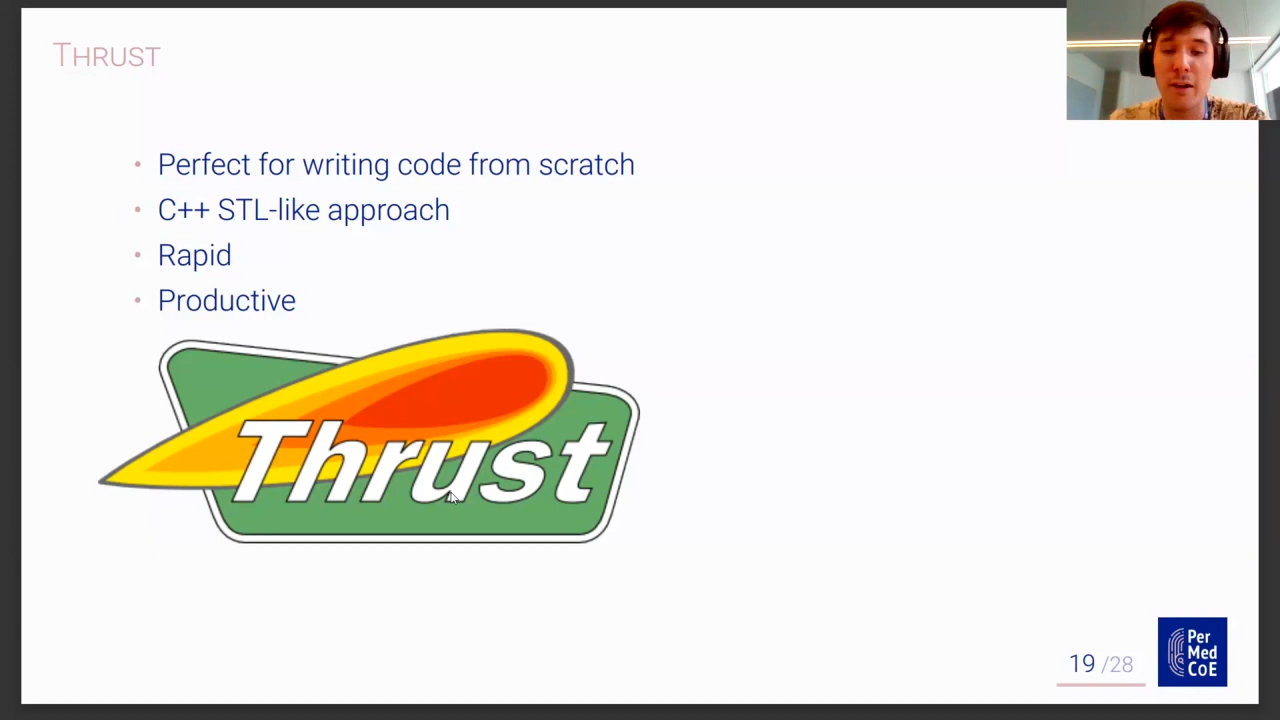 THRUST
• Perfect for writing code from scratch
• C++ STL-like approach
• Rapid
• Productive
Thrust
19 /28
Per
Med
CoE